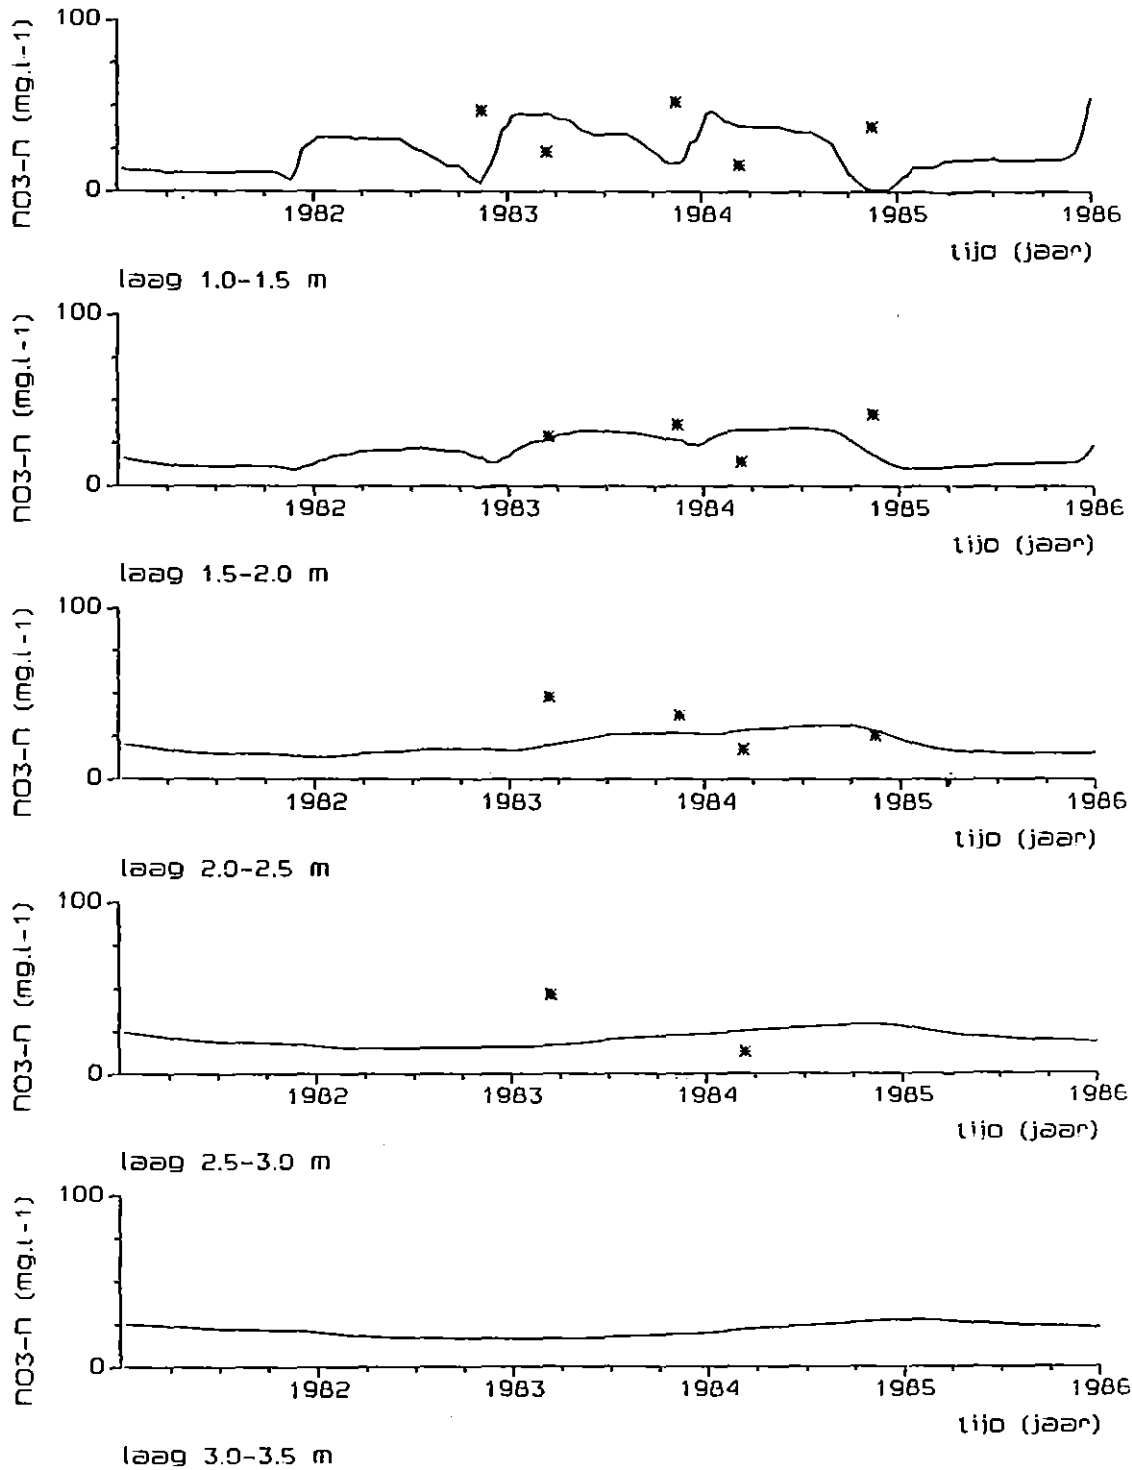 100
NO3-N (mg.l-1)
0
1982 1983 1984 1985 1986
tijd (jaar)
laag 1.0-1.5 m
100
NO3-N (mg.l-1)
0
1982 1983 1984 1985 1986
tijd (jaar)
laag 1.5-2.0 m
100
NO3-N (mg.l-1)
0
1982 1983 1984 1985 1986
tijd (jaar)
laag 2.0-2.5 m
100
NO3-N (mg.l-1)
0
1982 1983 1984 1985 1986
tijd (jaar)
laag 2.5-3.0 m
100
NO3-N (mg.l-1)
0
1982 1983 1984 1985 1986
tijd (jaar)
laag 3.0-3.5 m